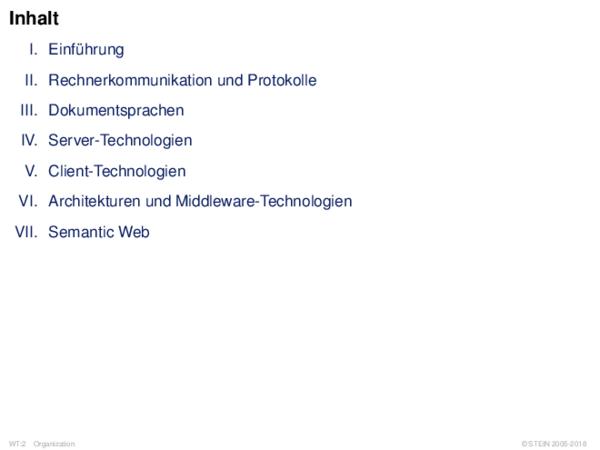 Inhalt
I. Einführung
II. Rechnerkommunikation und Protokolle
III. Dokumentsprachen
IV. Server-Technologien
V. Client-Technologien
VI. Architekturen und Middleware-Technologien
VII. Semantic Web
WT:2 Organization © STEIN 2005-2018